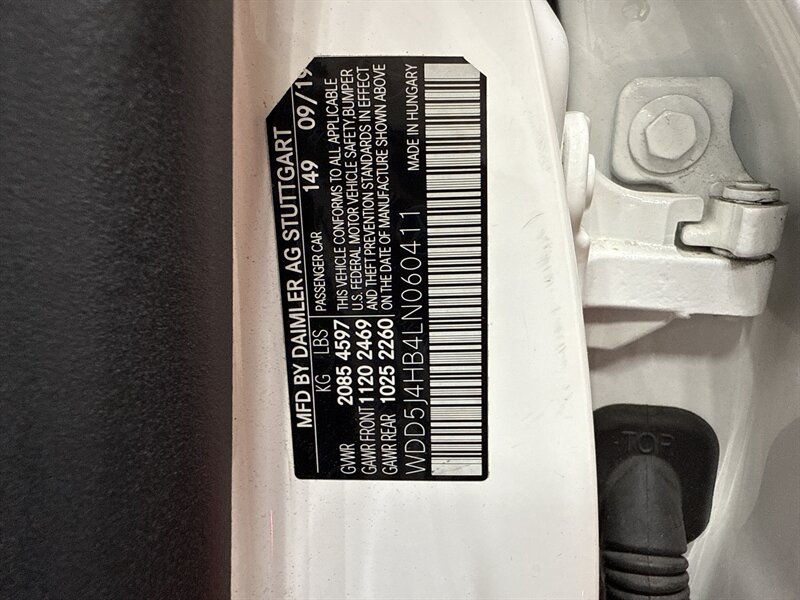 MFD BY DAIMLER AG STUTTGART
KG LBS PASSENGER CAR 149 09/19
GVWR 2085 4597
GAWR FRONT 1120 2469
GAWR REAR 1025 2260
THIS VEHICLE CONFORMS TO ALL APPLICABLE
U.S. FEDERAL MOTOR VEHICLE SAFETY, BUMPER
AND THEFT PREVENTION STANDARDS IN EFFECT
ON THE DATE OF MANUFACTURE SHOWN ABOVE
WDD5J4HB4LN060411 MADE IN HUNGARY
TOP